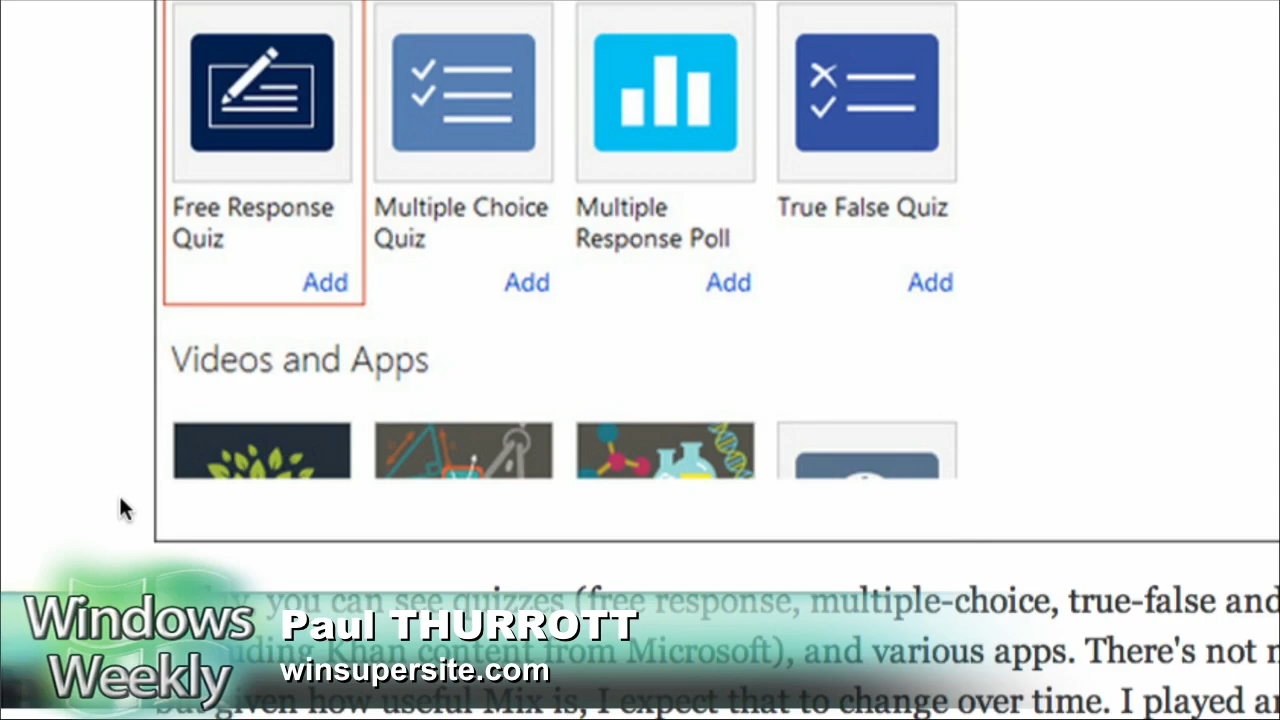 Free Response
Quiz
Add
Multiple Choice
Quiz
Add
Multiple
Response Poll
Add
True False Quiz
Add
Videos and Apps
you can see quizzes (free response, multiple-choice, true-false and
Khan content from Microsoft), and various apps. There's not
but given how useful Mix is, I expect that to change over time. I played
Windows
Weekly
Paul THURROTT
winsupersite.com